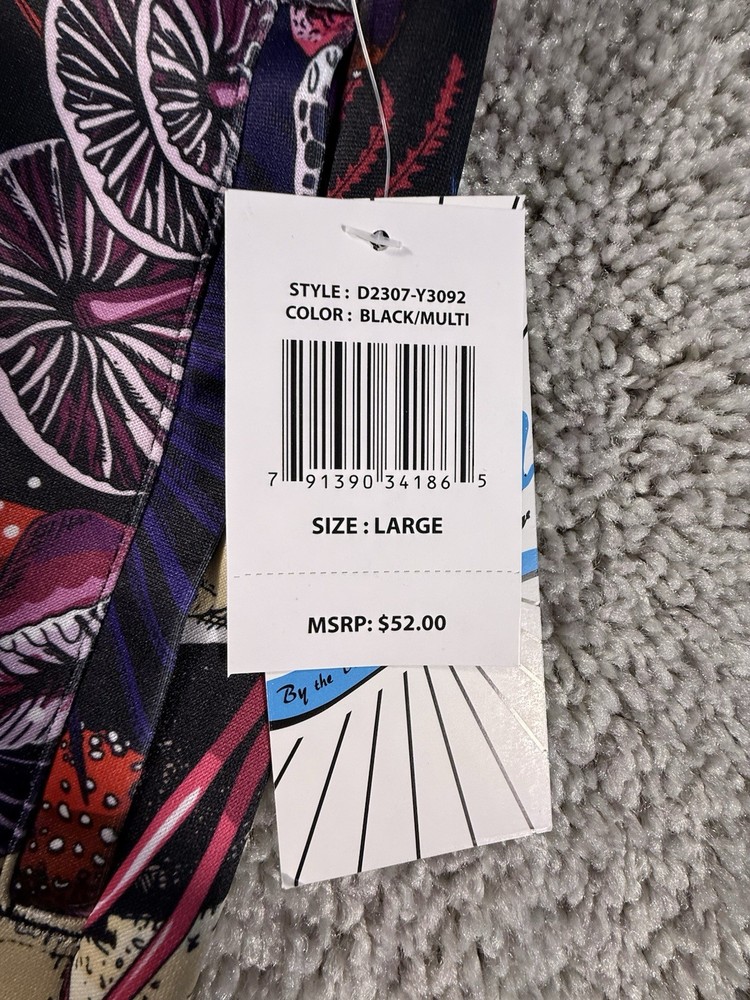 STYLE : D2307-Y3092
COLOR : BLACK/MULTI
7 91390 34186 5
SIZE : LARGE
MSRP: $52.00
By the